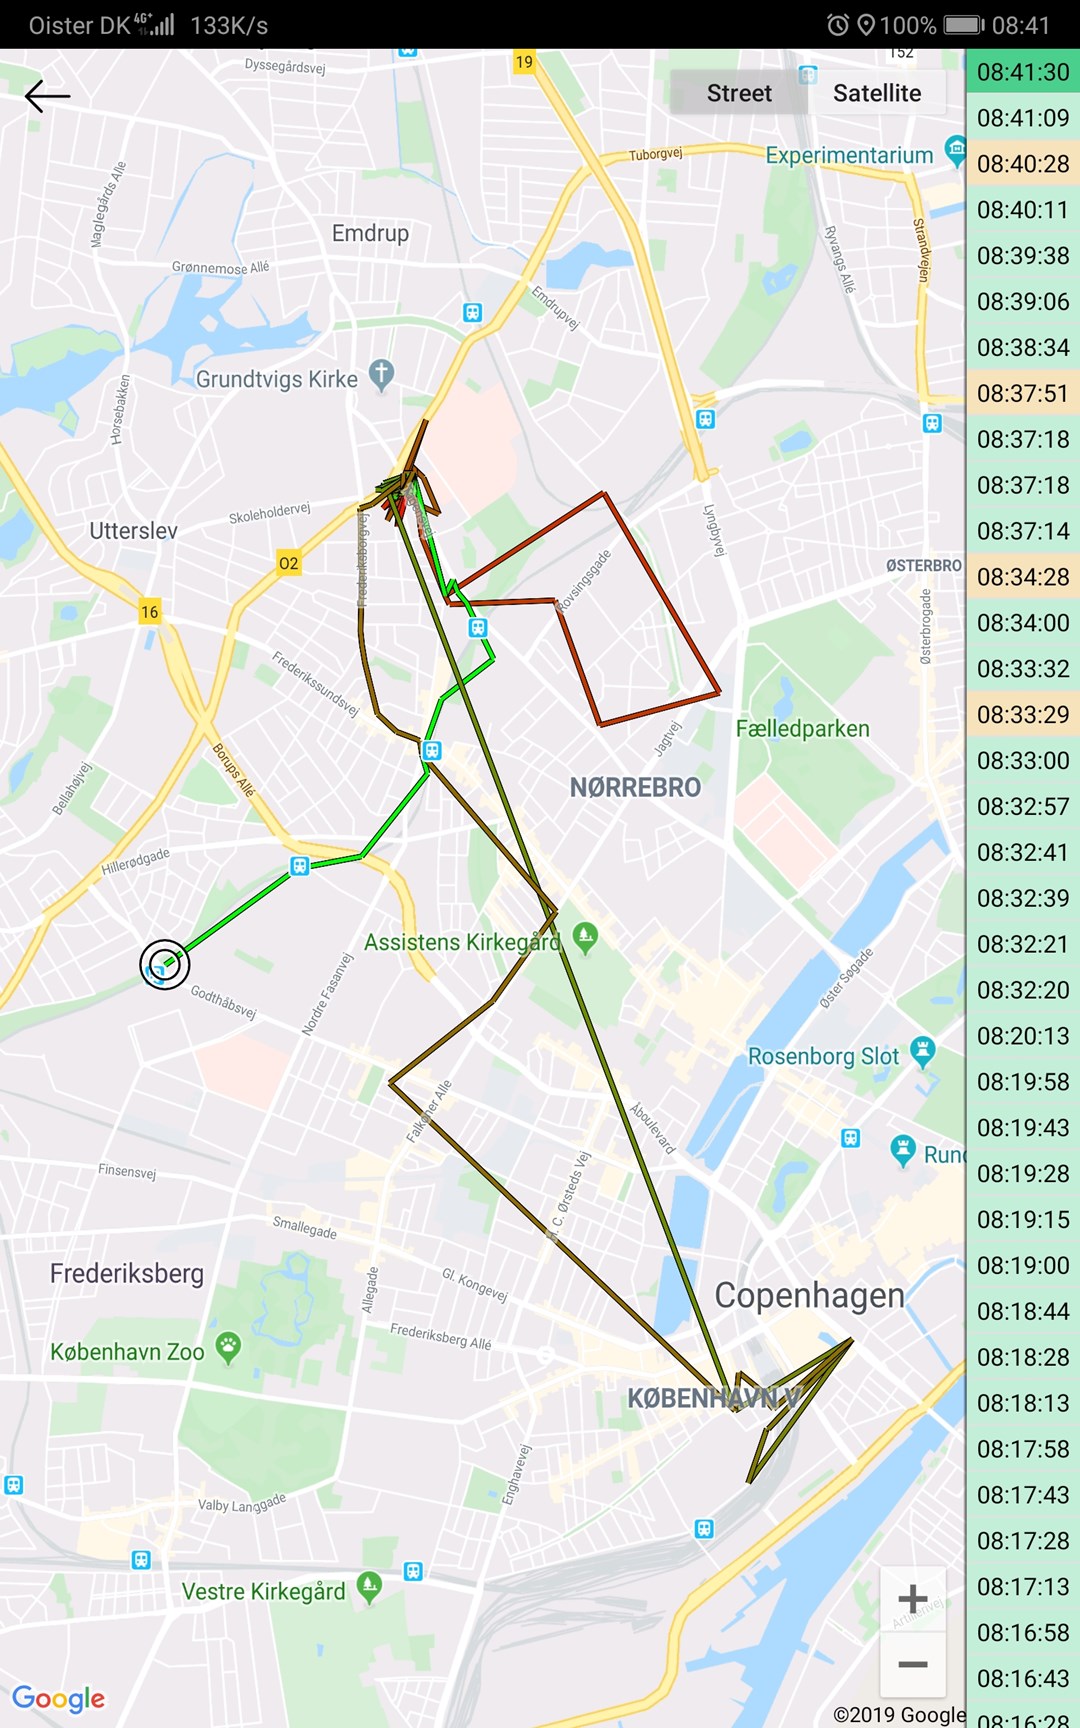 Oister DK 4G+ 133K/s 100% 08:41
Dyssegårdsvej
19
152
Street Satellite
Tuborgvej
Experimentarium
Maglegårds Alle
Emdrup
Strandvejen
Ryvangs Allé
Grønnemose Allé
Emdrupvej
Grundtvigs Kirke
Horsebakken
Utterslev
Skoleholdervej
Lyngbyvej
O2
Frederiksborgvej
Rovsingsgade
ØSTERBRO
16
Østerbrogade
Frederikssundsvej
Fælledparken
Jagtvej
Borups Allé
Bellahøjvej
NØRREBRO
Hillerødgade
Assistens Kirkegård
Øster Søgade
Godthåbsvej
Nordre Fasanvej
Rosenborg Slot
Falkoner Alle
Åboulevard
Rund
Finsensvej
H. C. Ørsteds Vej
Smallegade
Frederiksberg
Gl. Kongevej
Allegade
Copenhagen
Frederiksberg Allé
København Zoo
KØBENHAVN V
Enghavevej
Valby Langgade
Vestre Kirkegård
+
Artillerivej
−
Google
©2019 Google
08:41:30
08:41:09
08:40:28
08:40:11
08:39:38
08:39:06
08:38:34
08:37:51
08:37:18
08:37:18
08:37:14
08:34:28
08:34:00
08:33:32
08:33:29
08:33:00
08:32:57
08:32:41
08:32:39
08:32:21
08:32:20
08:20:13
08:19:58
08:19:43
08:19:28
08:19:15
08:19:00
08:18:44
08:18:28
08:18:13
08:17:58
08:17:43
08:17:28
08:17:13
08:16:58
08:16:43
08:16:28